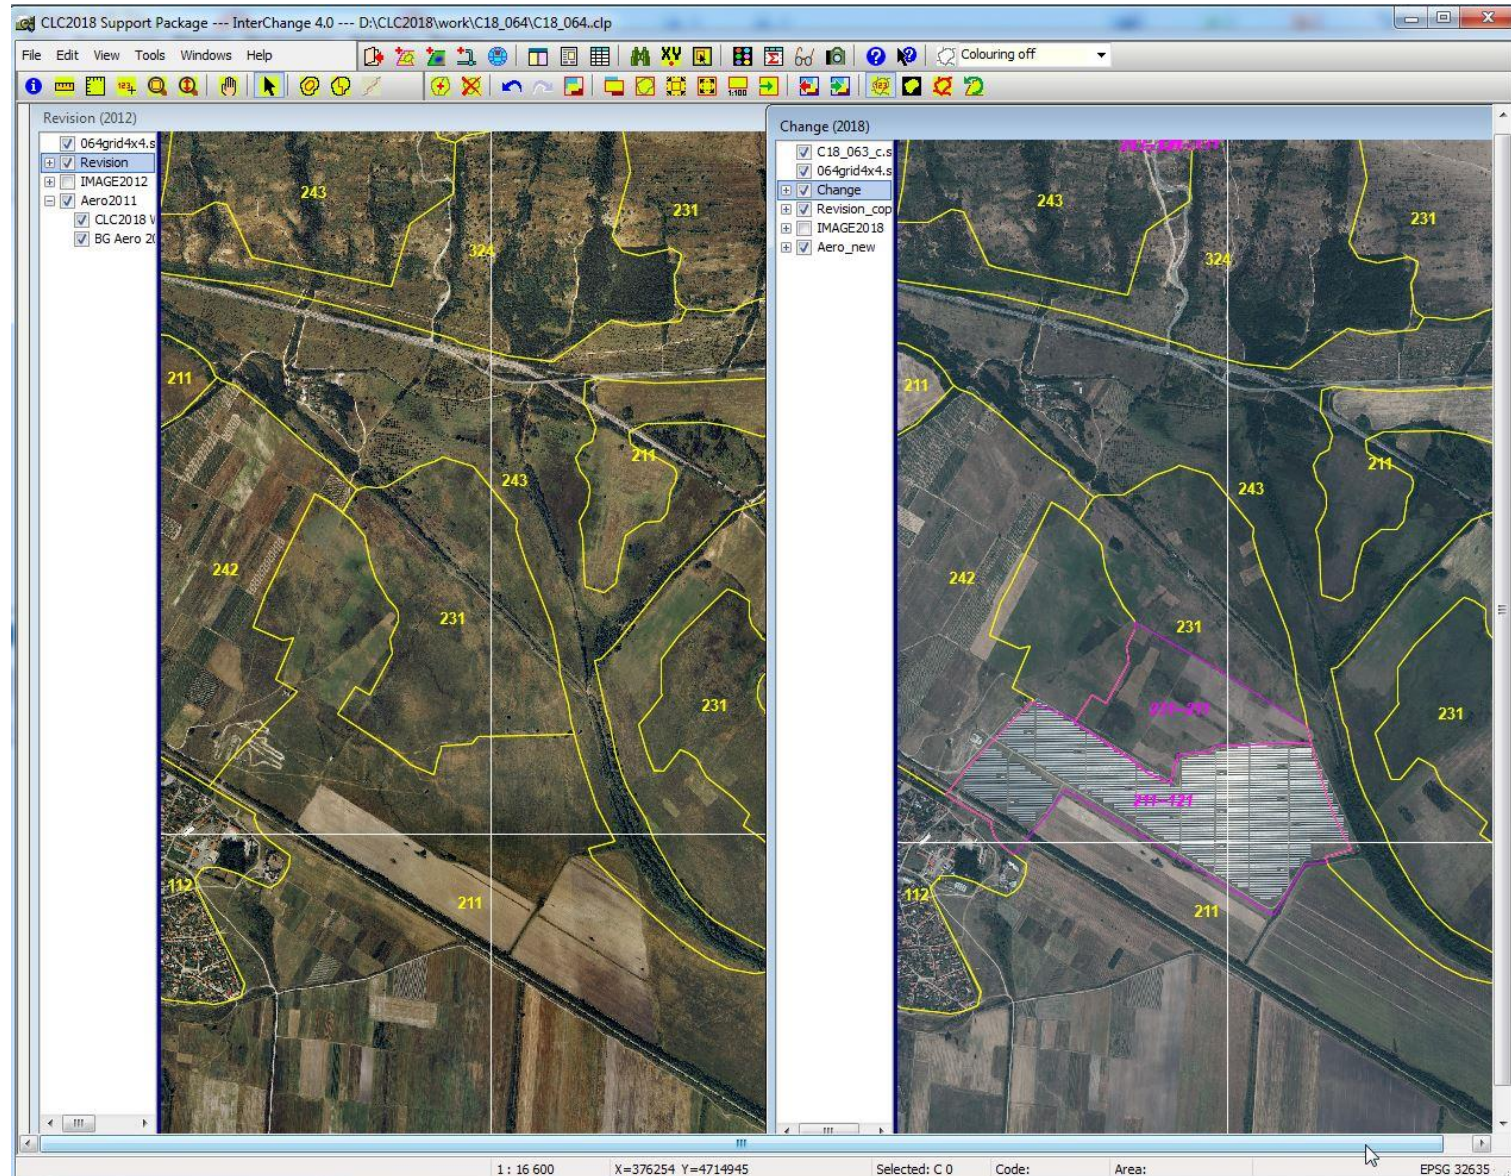 CLC2018 Support Package --- InterChange 4.0 --- D:\CLC2018\work\C18_064\C18_064..clp
File Edit View Tools Windows Help
Colouring off
1:100
Revision (2012)
064grid4x4.s
Revision
IMAGE2012
Aero2011
CLC2018 W
BG Aero 20
243
231
324
211
211
243
242
231
231
211
112
Change (2018)
C18_063_c.s
064grid4x4.s
Change
Revision_cop
IMAGE2018
Aero_new
243
231
324
211
211
243
242
231
231
211-121
112
211
1 : 16 600 X=376254 Y=4714945 Selected: C 0 Code: Area: EPSG 32635